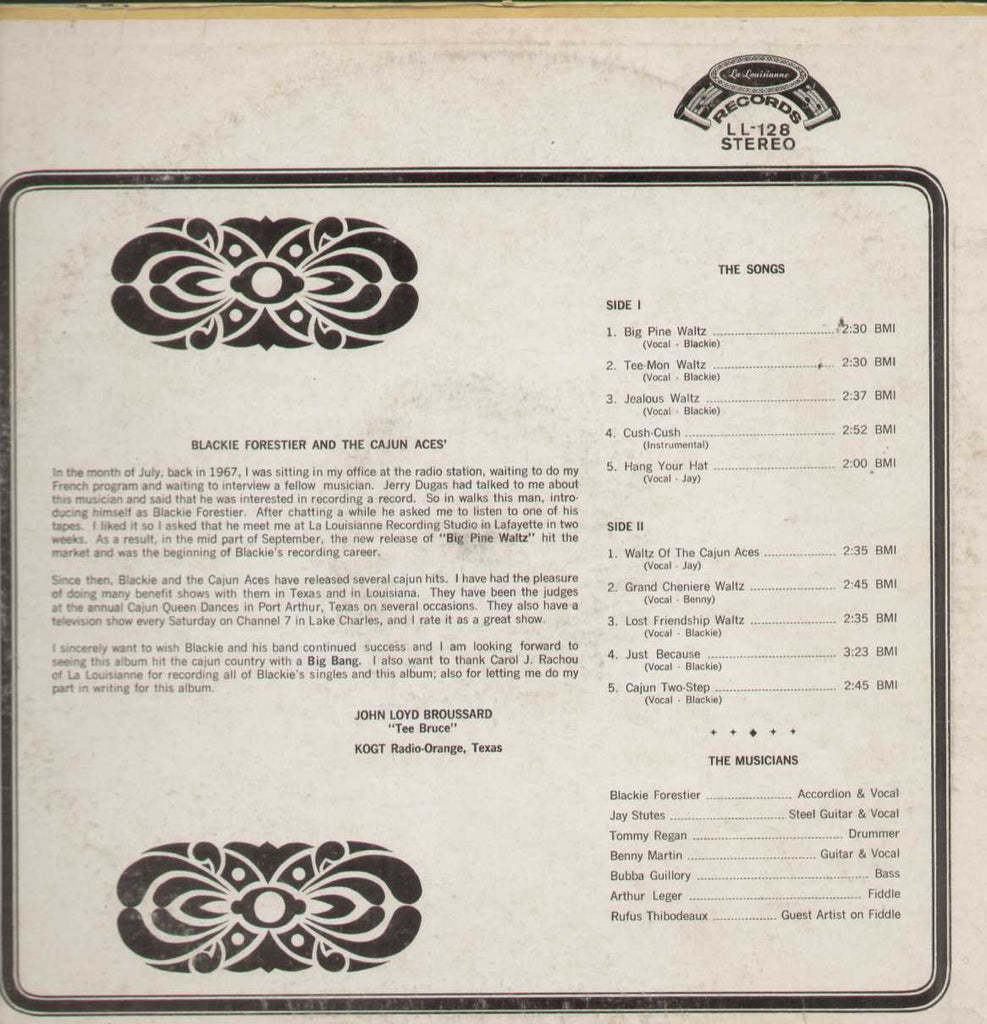 La Louisianne
RECORDS
LL-128
STEREO
BLACKIE FORESTIER AND THE CAJUN ACES'
In the month of July, back in 1967, I was sitting in my office at the radio station, waiting to do my
French program and waiting to interview a fellow musician. Jerry Dugas had talked to me about
this musician and said that he was interested in recording a record. So in walks this man, intro-
ducing himself as Blackie Forestier. After chatting a while he asked me to listen to one of his
tapes. I liked it so I asked that he meet me at La Louisianne Recording Studio in Lafayette in two
weeks. As a result, in the mid part of September, the new release of "Big Pine Waltz" hit the
market and was the beginning of Blackie's recording career.
Since then, Blackie and the Cajun Aces have released several cajun hits. I have had the pleasure
of doing many benefit shows with them in Texas and in Louisiana. They have been the judges
at the annual Cajun Queen Dances in Port Arthur, Texas on several occasions. They also have a
television show every Saturday on Channel 7 in Lake Charles, and I rate it as a great show.
I sincerely want to wish Blackie and his band continued success and I am looking forward to
seeing this album hit the cajun country with a Big Bang. I also want to thank Carol J. Rachou
of La Louisianne for recording all of Blackie's singles and this album; also for letting me do my
part in writing for this album.
JOHN LOYD BROUSSARD
"Tee Bruce"
KOGT Radio-Orange, Texas
THE SONGS
SIDE I
1. Big Pine Waltz 2:30 BMI
(Vocal - Blackie)
2. Tee-Mon Waltz 2:30 BMI
(Vocal - Blackie)
3. Jealous Waltz 2:37 BMI
(Vocal - Blackie)
4. Cush-Cush 2:52 BMI
(Instrumental)
5. Hang Your Hat 2:00 BMI
(Vocal - Jay)
SIDE II
1. Waltz Of The Cajun Aces 2:35 BMI
(Vocal - Jay)
2. Grand Cheniere Waltz 2:45 BMI
(Vocal - Benny)
3. Lost Friendship Waltz 2:35 BMI
(Vocal - Blackie)
4. Just Because 3:23 BMI
(Vocal - Blackie)
5. Cajun Two-Step 2:45 BMI
(Vocal - Blackie)
THE MUSICIANS
Blackie Forestier Accordion & Vocal
Jay Stutes Steel Guitar & Vocal
Tommy Regan Drummer
Benny Martin Guitar & Vocal
Bubba Guillory Bass
Arthur Leger Fiddle
Rufus Thibodeaux Guest Artist on Fiddle